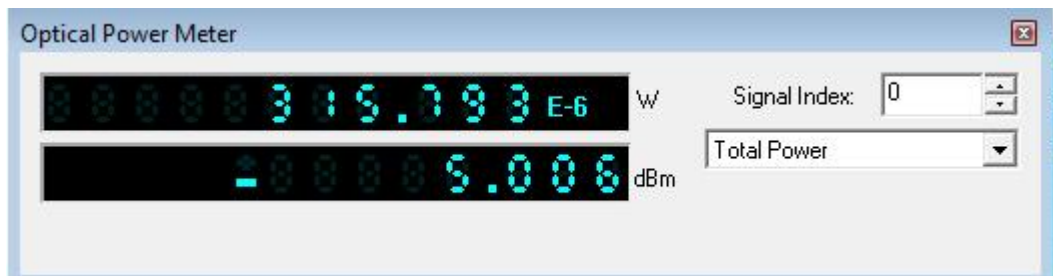 Optical Power Meter
315.793 E-6 W Signal Index: 0
Total Power
- 5.006 dBm